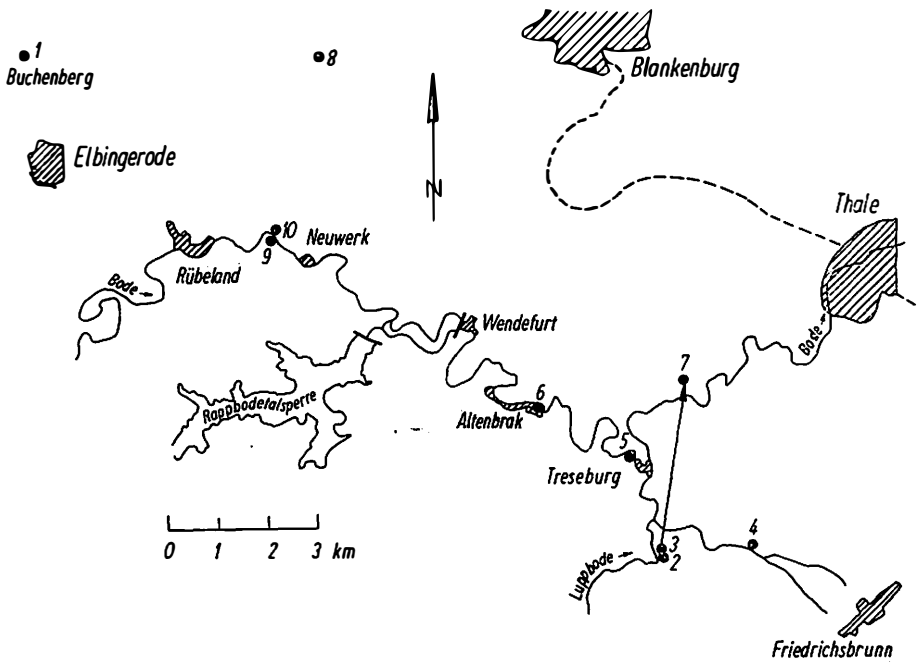 1
Buchenberg
8
Blankenburg
Elbingerode
N
Thale
10
9
Neuwerk
Rübeland
Bode
Wendefurt
Bode
7
Rappbodetalsperre
6
Altenbrak
5
Treseburg
4
3
2
Luppbode
0 1 2 3 km
Friedrichsbrunn